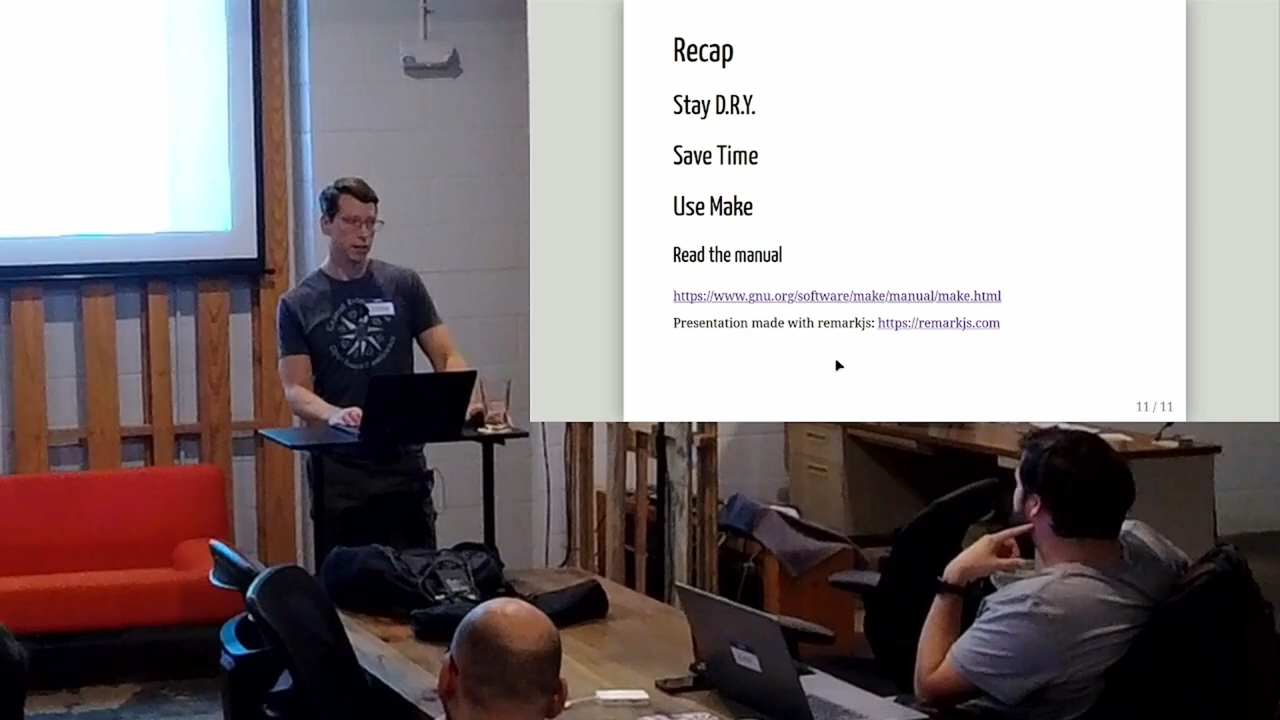 Recap
Stay D.R.Y.
Save Time
Use Make
Read the manual
https://www.gnu.org/software/make/manual/make.html
Presentation made with remarkjs: https://remarkjs.com
11 / 11